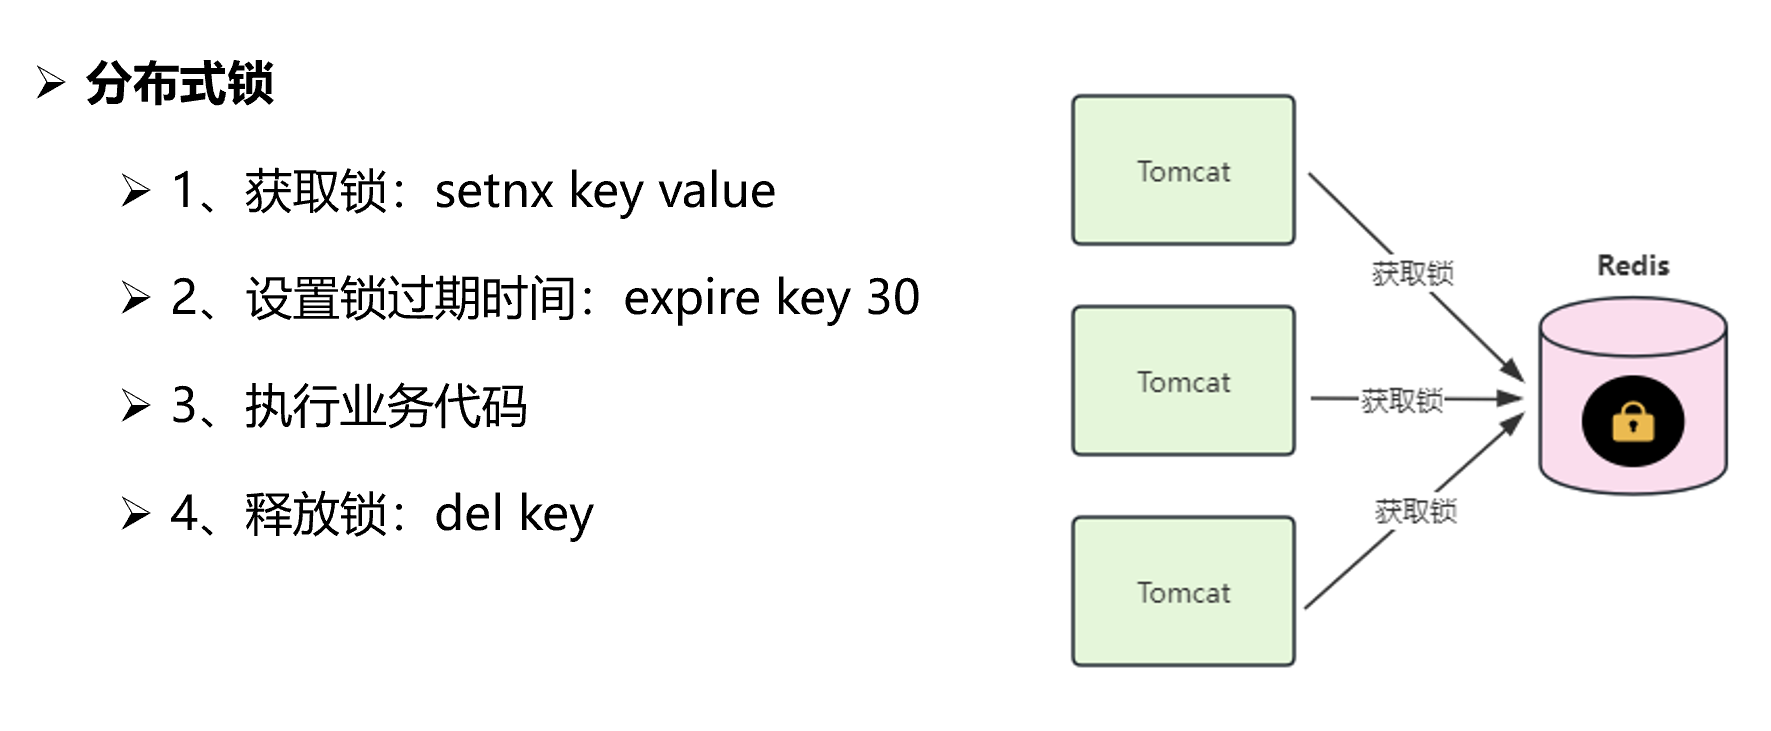 ➢ 分布式锁
➢ 1、获取锁：setnx key value
➢ 2、设置锁过期时间：expire key 30
➢ 3、执行业务代码
➢ 4、释放锁：del key
Tomcat
获取锁
Redis
Tomcat
获取锁
获取锁
Tomcat